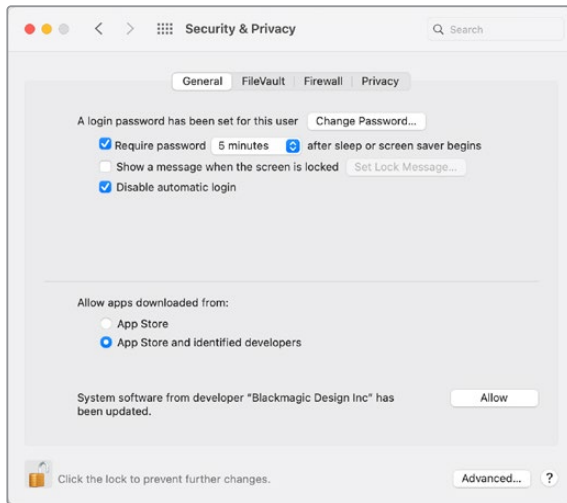 Security & Privacy
Search
General FileVault Firewall Privacy
A login password has been set for this user Change Password...
Require password 5 minutes after sleep or screen saver begins
Show a message when the screen is locked Set Lock Message...
Disable automatic login
Allow apps downloaded from:
App Store
App Store and identified developers
System software from developer "Blackmagic Design Inc" has Allow
been updated.
Click the lock to prevent further changes. Advanced... ?